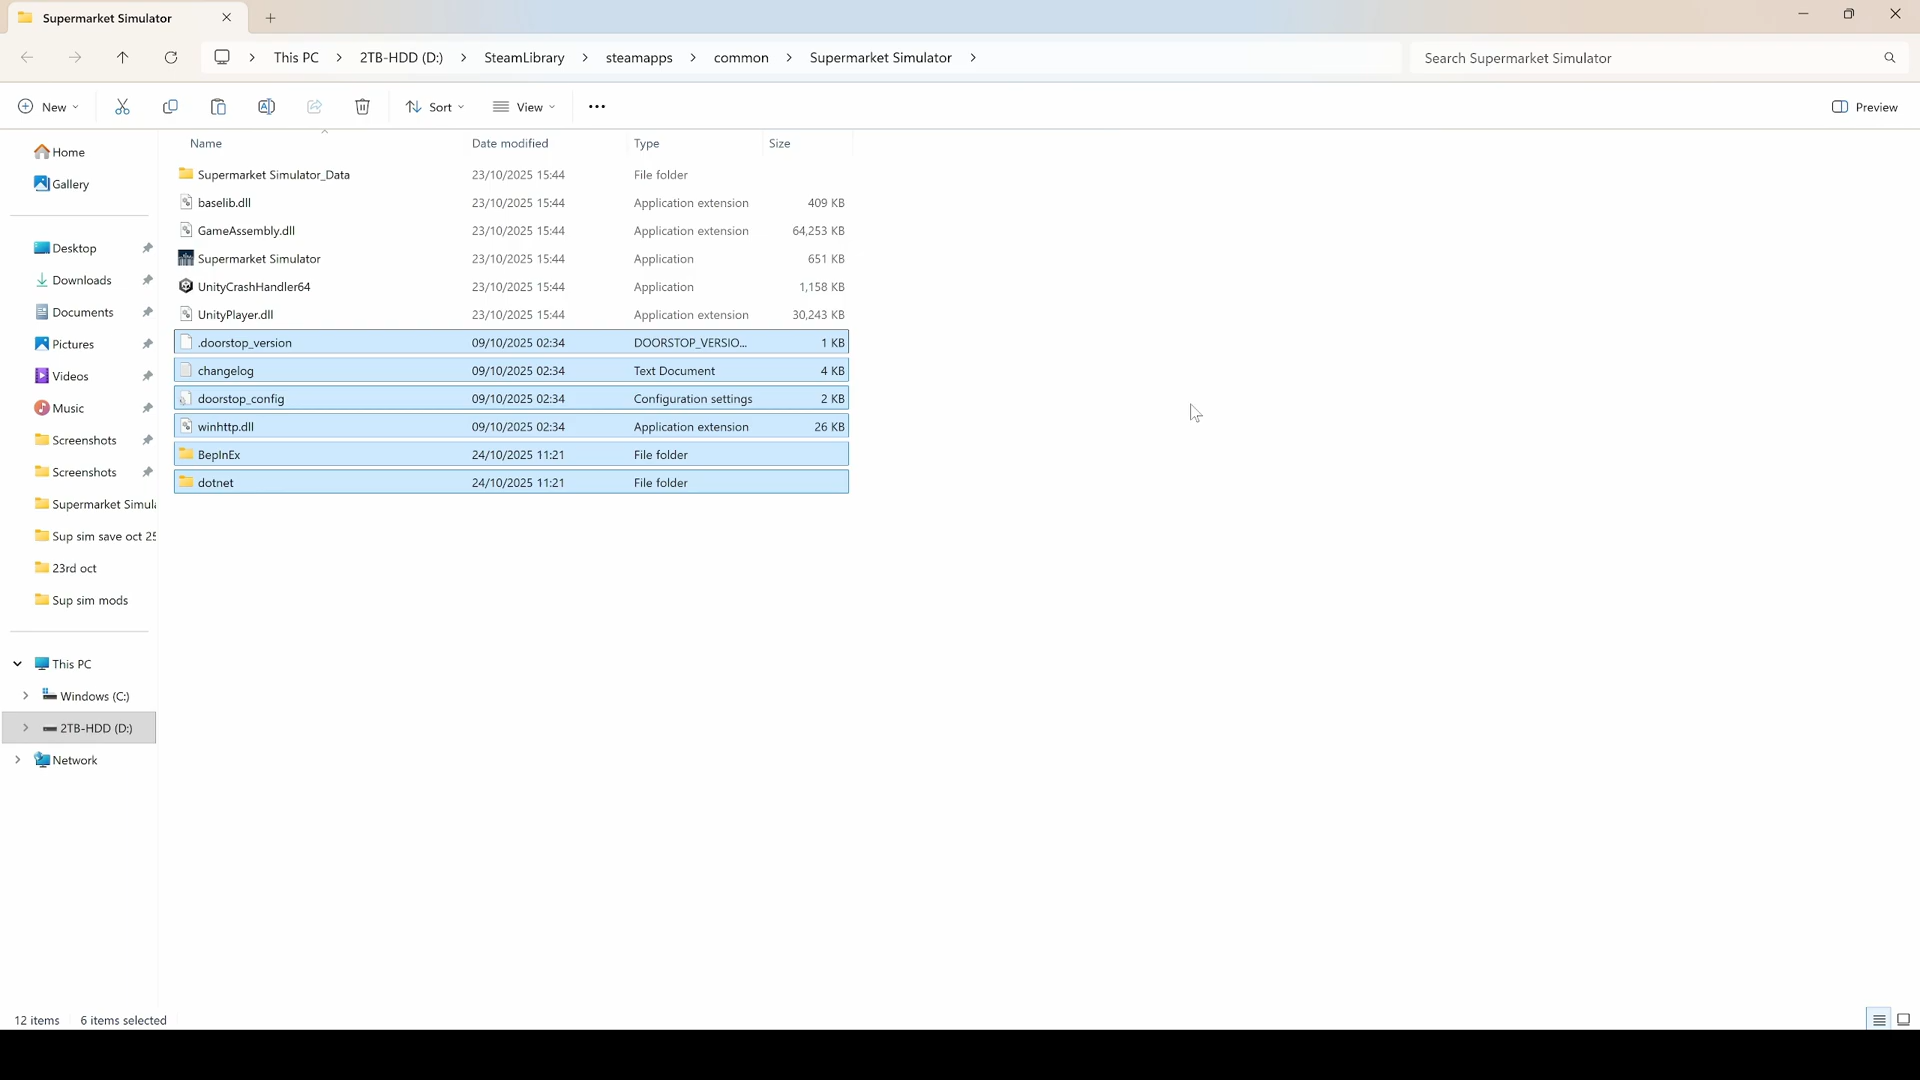 Supermarket Simulator
This PC > 2TB-HDD (D:) > SteamLibrary > steamapps > common > Supermarket Simulator >
Search Supermarket Simulator
New
Sort
View
Preview
Name Date modified Type Size
Supermarket Simulator_Data 23/10/2025 15:44 File folder
baselib.dll 23/10/2025 15:44 Application extension 409 KB
GameAssembly.dll 23/10/2025 15:44 Application extension 64,253 KB
Supermarket Simulator 23/10/2025 15:44 Application 651 KB
UnityCrashHandler64 23/10/2025 15:44 Application 1,158 KB
UnityPlayer.dll 23/10/2025 15:44 Application extension 30,243 KB
.doorstop_version 09/10/2025 02:34 DOORSTOP_VERSIO... 1 KB
changelog 09/10/2025 02:34 Text Document 4 KB
doorstop_config 09/10/2025 02:34 Configuration settings 2 KB
winhttp.dll 09/10/2025 02:34 Application extension 26 KB
BepInEx 24/10/2025 11:21 File folder
dotnet 24/10/2025 11:21 File folder
Home
Gallery
Desktop
Downloads
Documents
Pictures
Videos
Music
Screenshots
Screenshots
Supermarket Simula
Sup sim save oct 25
23rd oct
Sup sim mods
This PC
Windows (C:)
2TB-HDD (D:)
Network
12 items 6 items selected